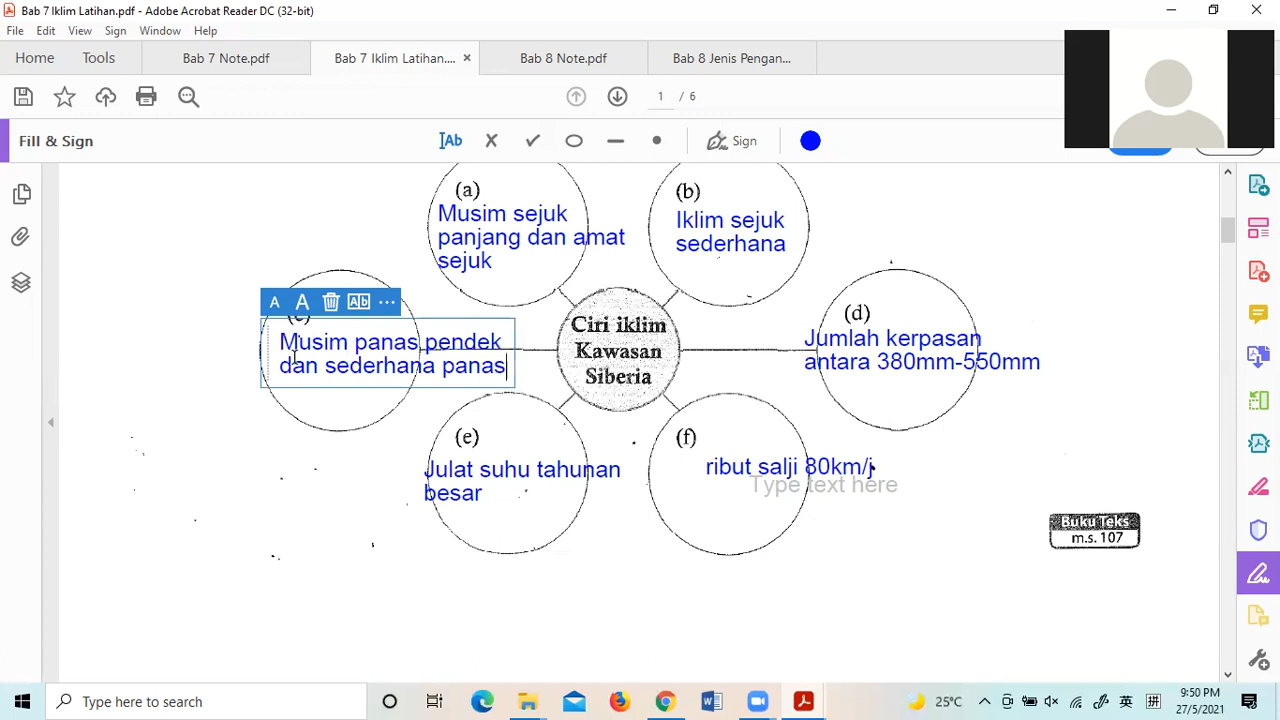 Bab 7 Iklim Latihan.pdf - Adobe Acrobat Reader DC (32-bit)
File Edit View Sign Window Help
Home Tools Bab 7 Note.pdf Bab 7 Iklim Latihan.... × Bab 8 Note.pdf Bab 8 Jenis Pengan...
1 / 6
Fill & Sign
Ab
Sign
(a)
Musim sejuk
panjang dan amat
sejuk
(b)
Iklim sejuk
sederhana
A A Ab ...
(c)
Musim panas pendek
dan sederhana panas
Ciri iklim
Kawasan
Siberia
(d)
Jumlah kerpasan
antara 380mm-550mm
(e)
Julat suhu tahunan
besar
(f)
ribut salji 80km/j
Type text here
Buku Teks
m.s. 107
Type here to search
25°C
英
拼
9:50 PM
27/5/2021